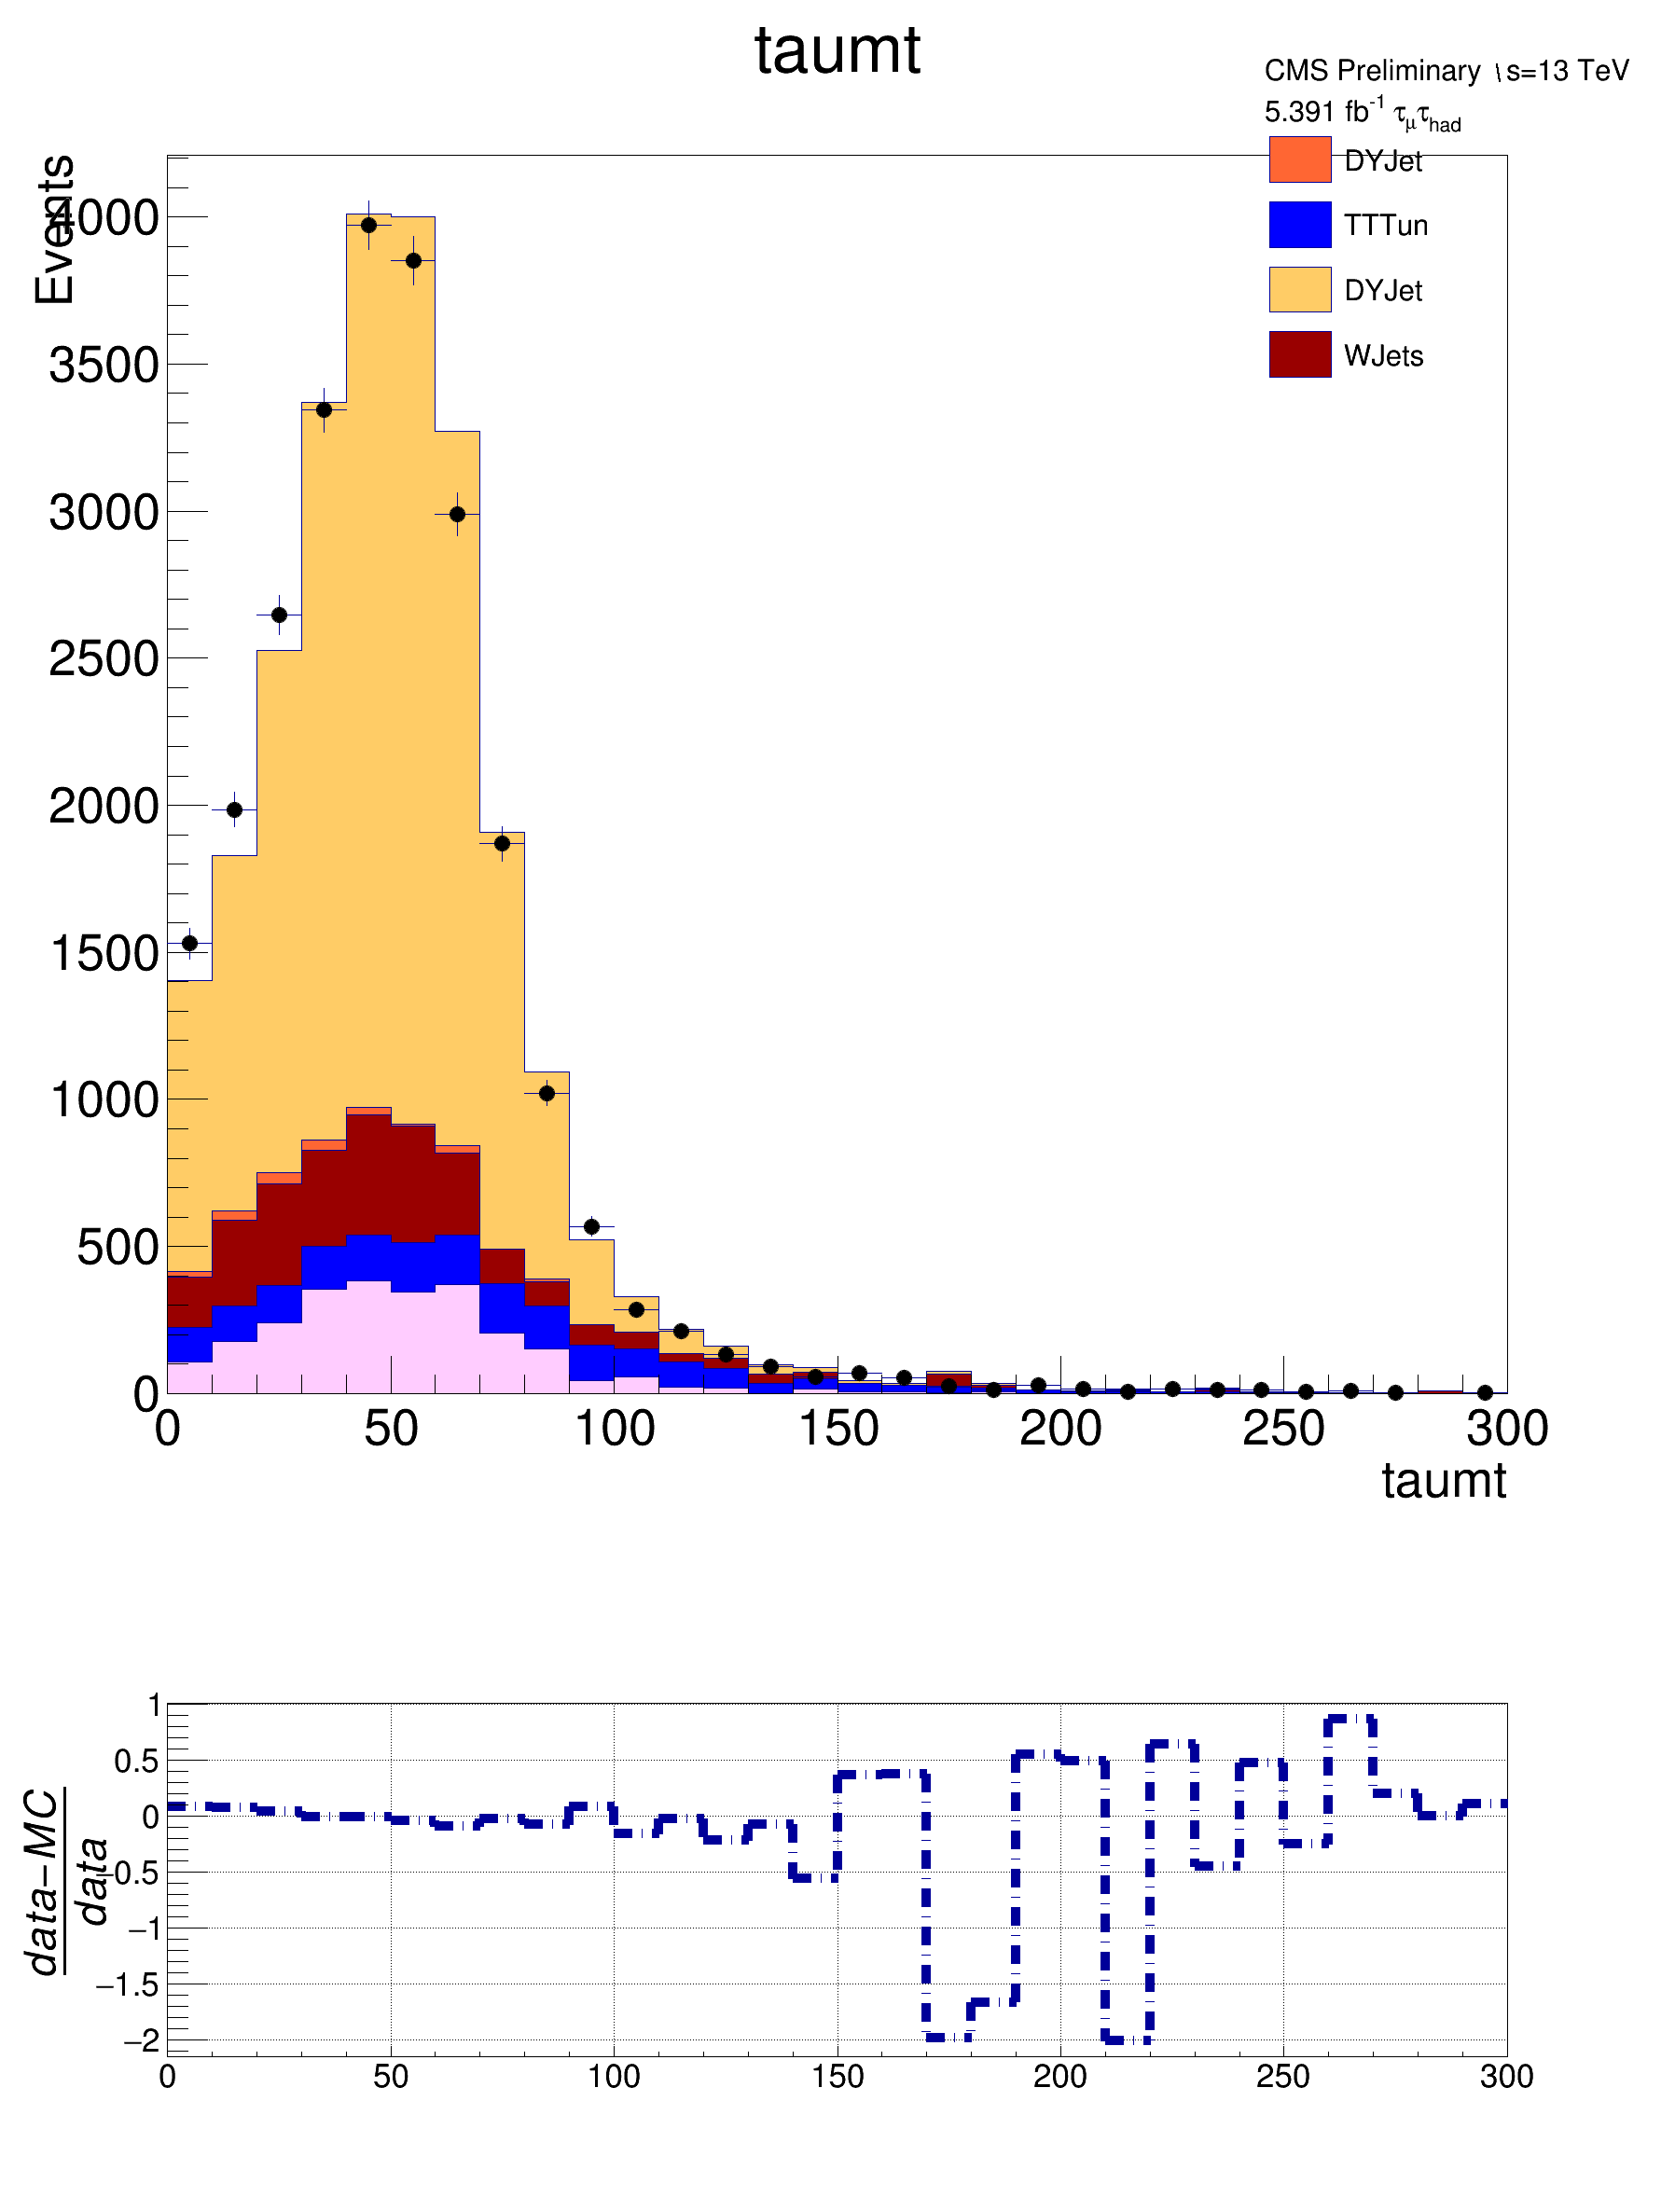 taumt
CMS Preliminary \s=13 TeV
5.391 fb-1 τμτhad
DYJet
TTTun
DYJet
WJets
Events
4000
3500
3000
2500
2000
1500
1000
500
0
0 50 100 150 200 250 300
taumt
data−MC
data
1
0.5
0
−0.5
−1
−1.5
−2
0 50 100 150 200 250 300